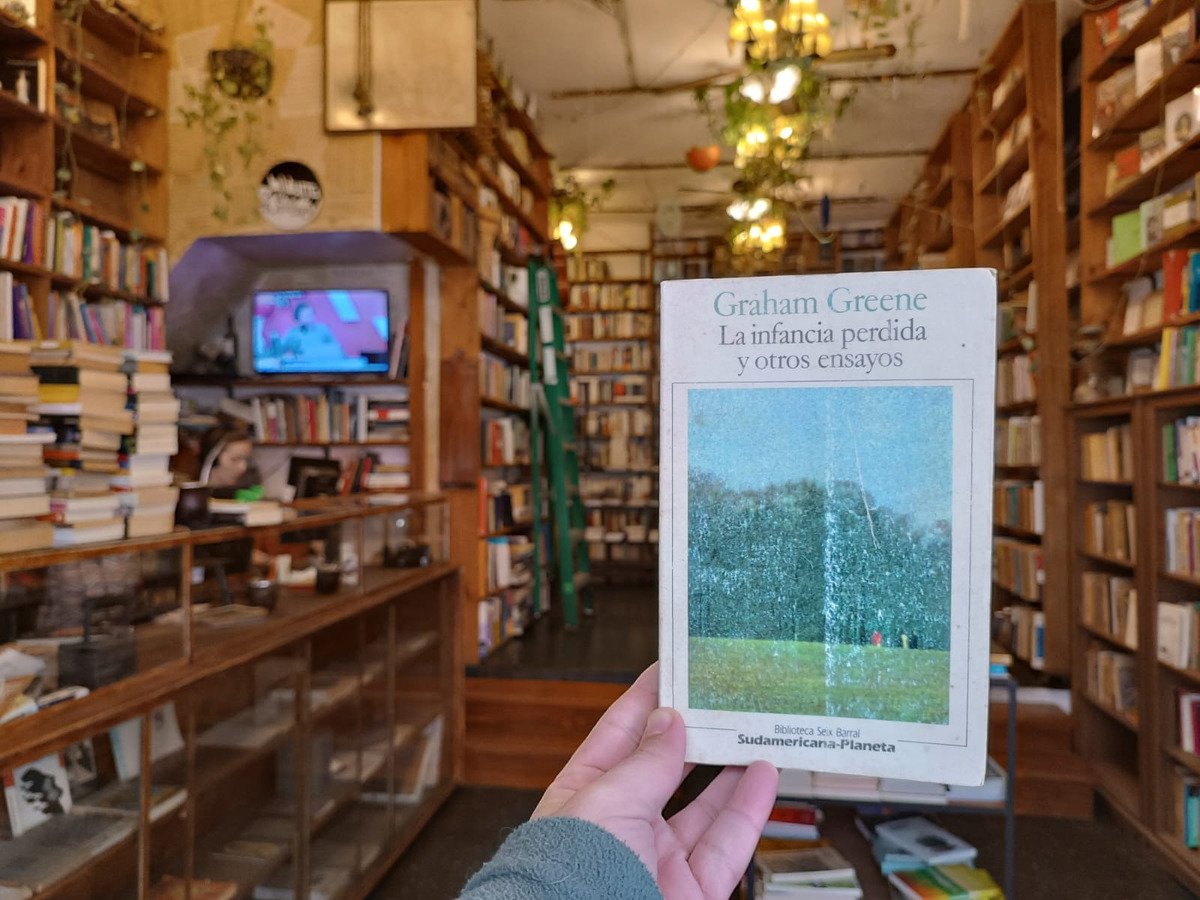 Graham Greene
La infancia perdida
y otros ensayos
Biblioteca Seix Barral
Sudamericana-Planeta